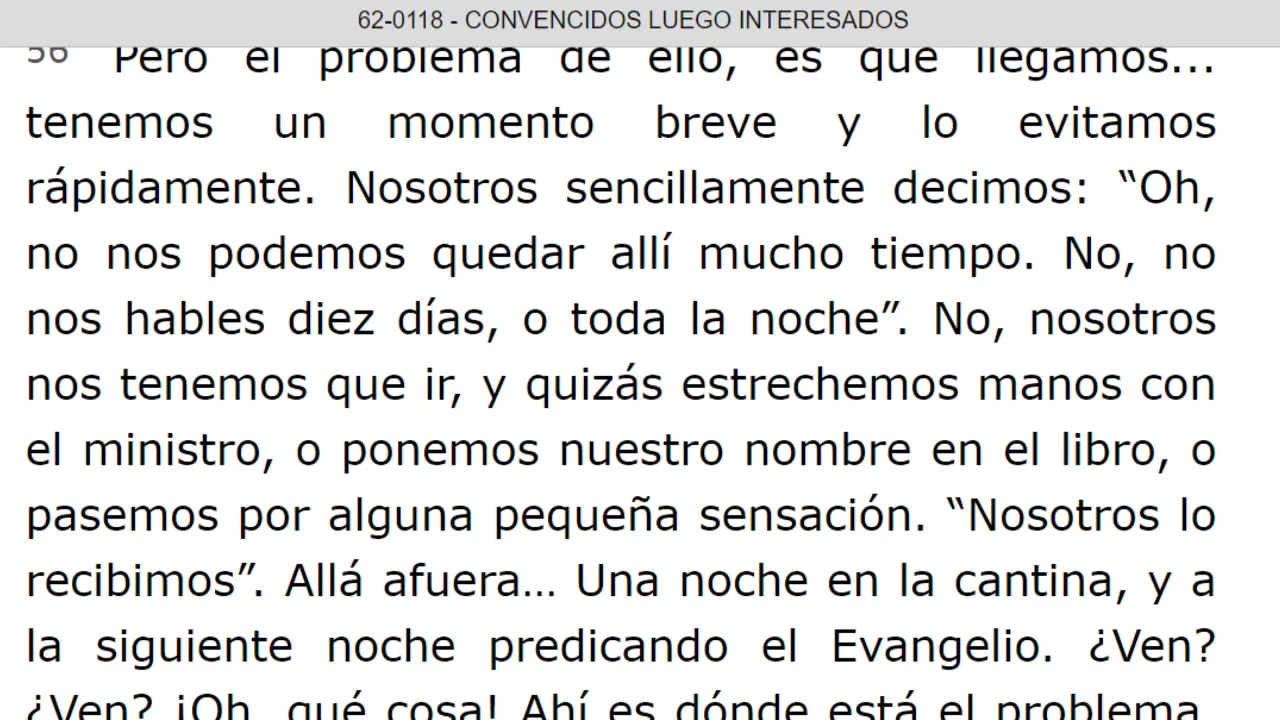 62-0118 - CONVENCIDOS LUEGO INTERESADOS
56 Pero el problema de ello, es que llegamos...
tenemos un momento breve y lo evitamos
rápidamente. Nosotros sencillamente decimos: “Oh,
no nos podemos quedar allí mucho tiempo. No, no
nos hables diez días, o toda la noche”. No, nosotros
nos tenemos que ir, y quizás estrechemos manos con
el ministro, o ponemos nuestro nombre en el libro, o
pasemos por alguna pequeña sensación. “Nosotros lo
recibimos”. Allá afuera... Una noche en la cantina, y a
la siguiente noche predicando el Evangelio. ¿Ven?
¿Ven? ¡Oh, qué cosa! Ahí es dónde está el problema.